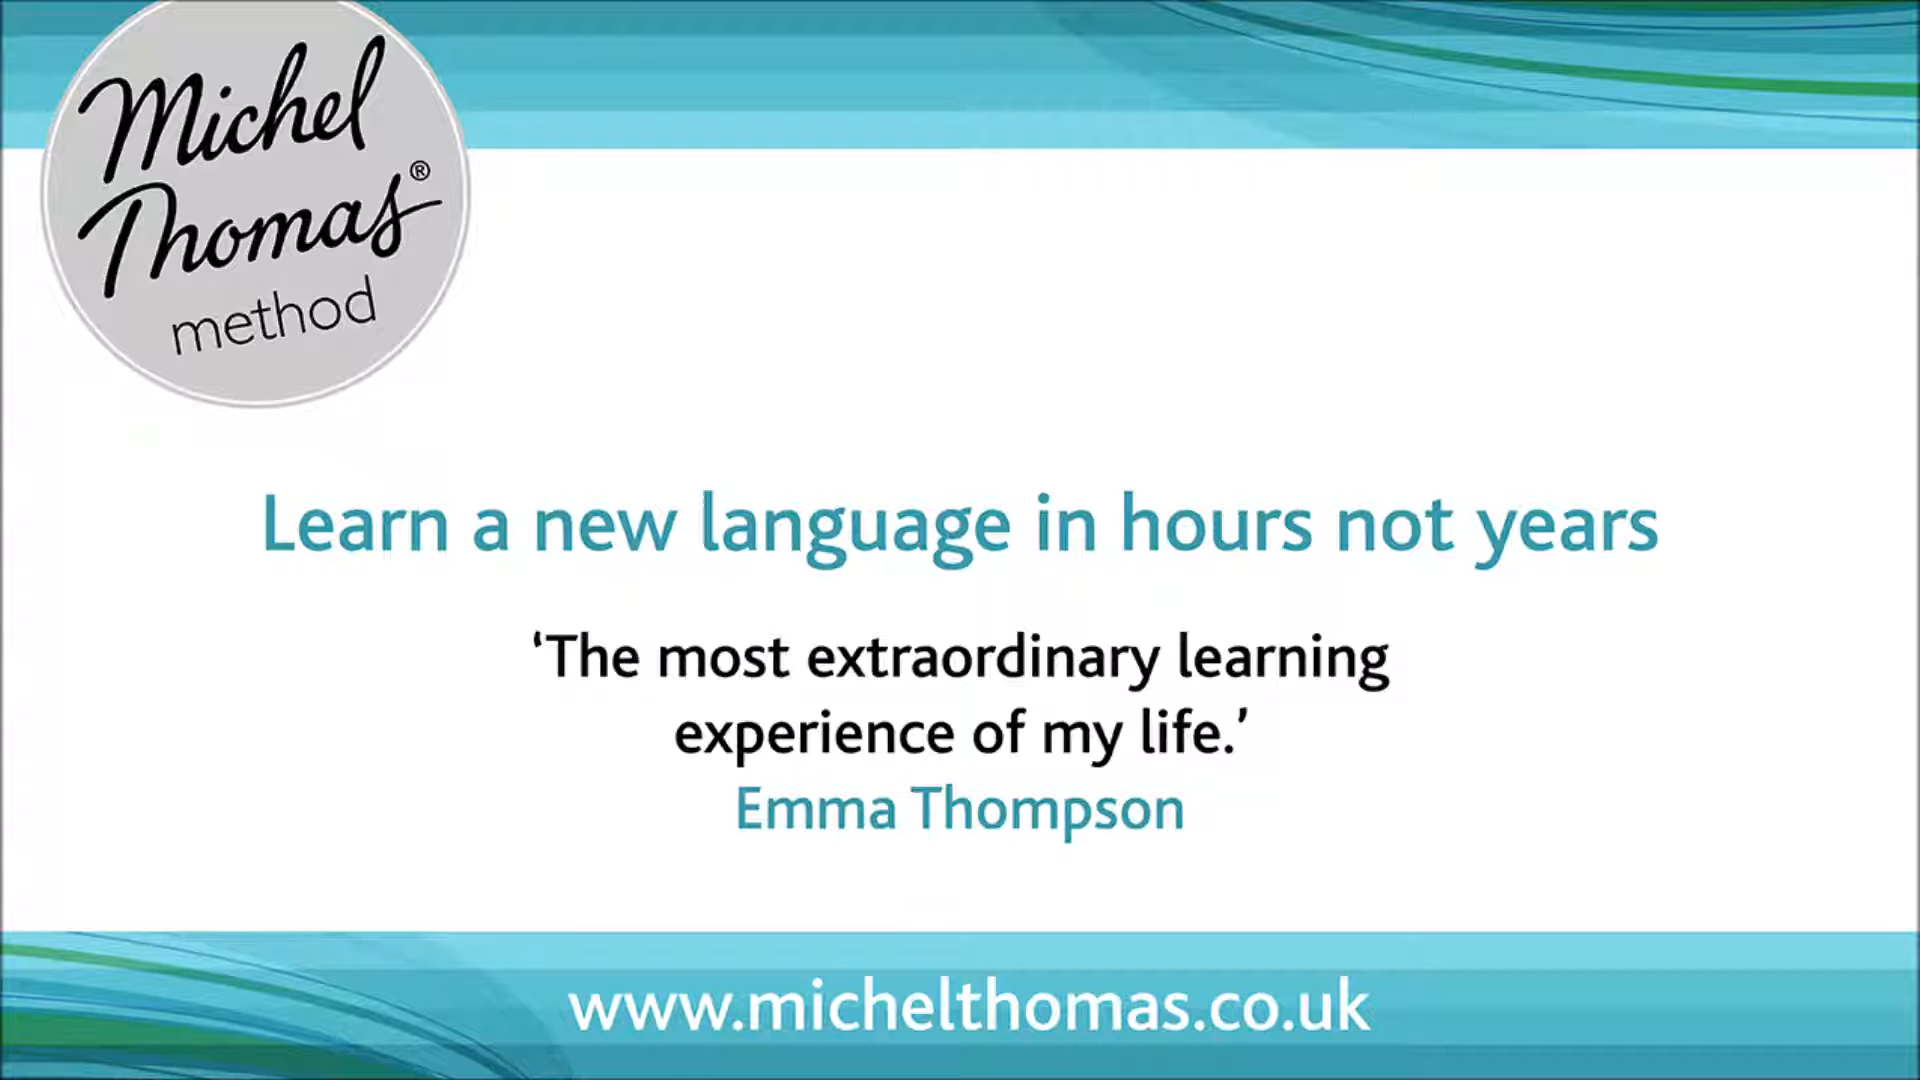 Michel
Thomas®
method
Learn a new language in hours not years
‘The most extraordinary learning
experience of my life.’
Emma Thompson
www.michelthomas.co.uk